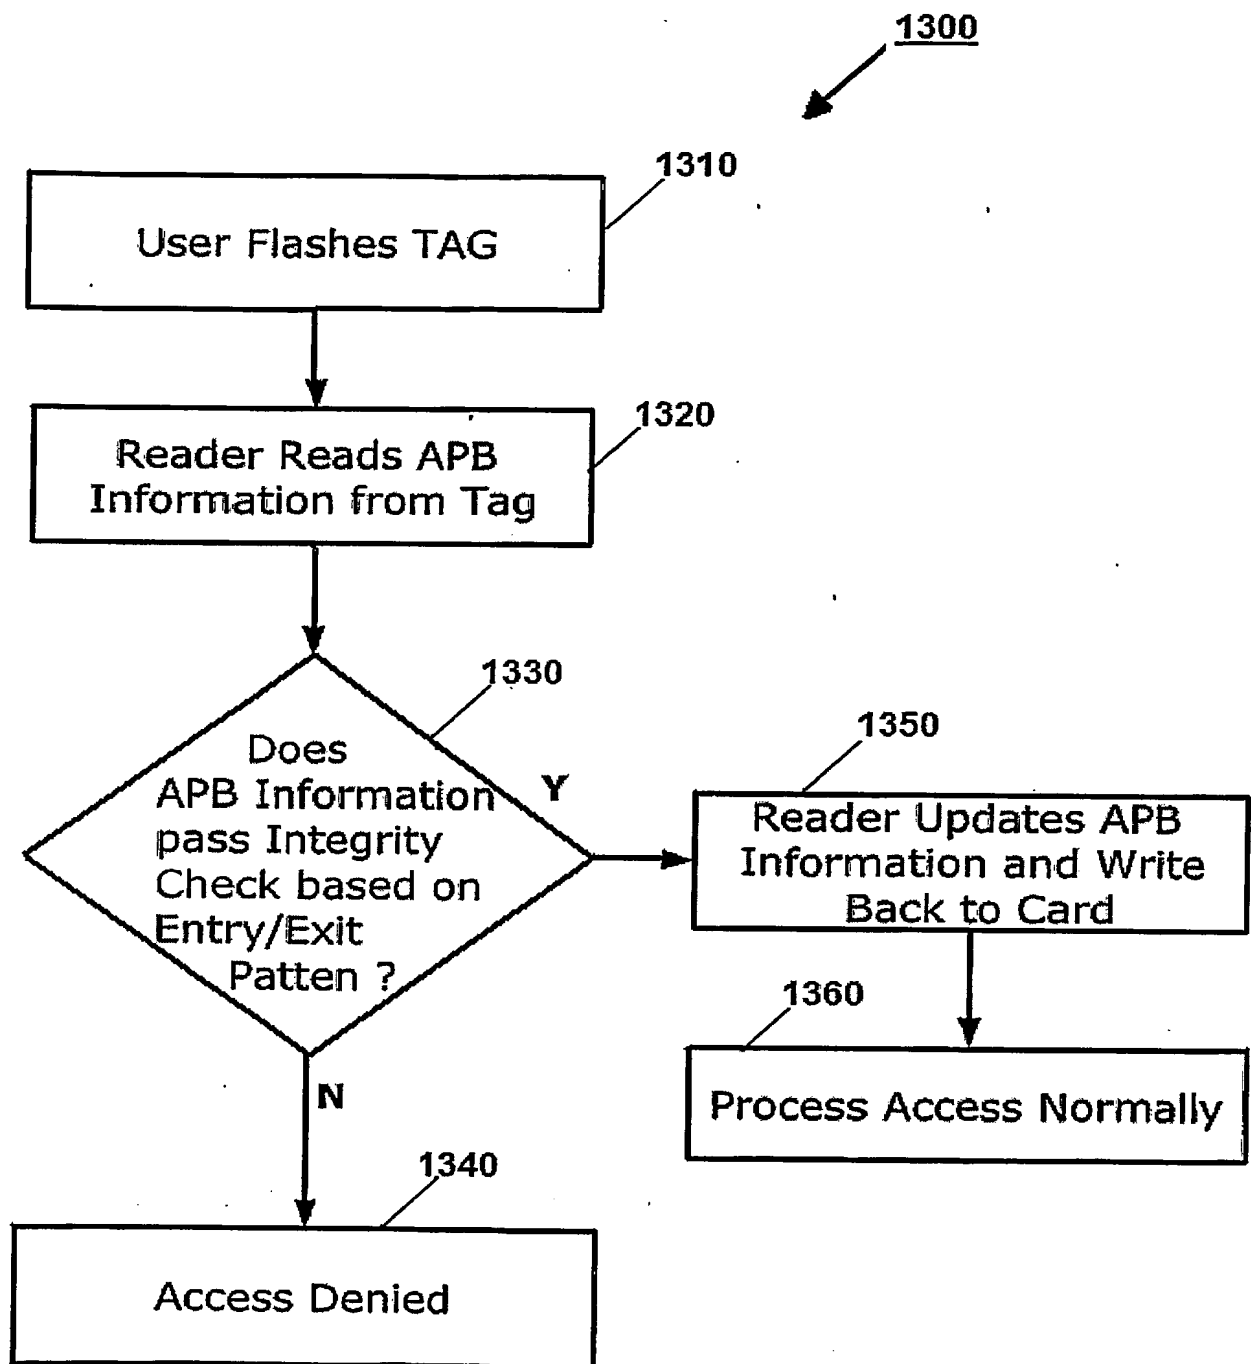 1300
1310
User Flashes TAG
1320
Reader Reads APB
Information from Tag
1330
Does
APB Information
pass Integrity
Check based on
Entry/Exit
Patten ?
Y
1350
Reader Updates APB
Information and Write
Back to Card
1360
Process Access Normally
N
1340
Access Denied